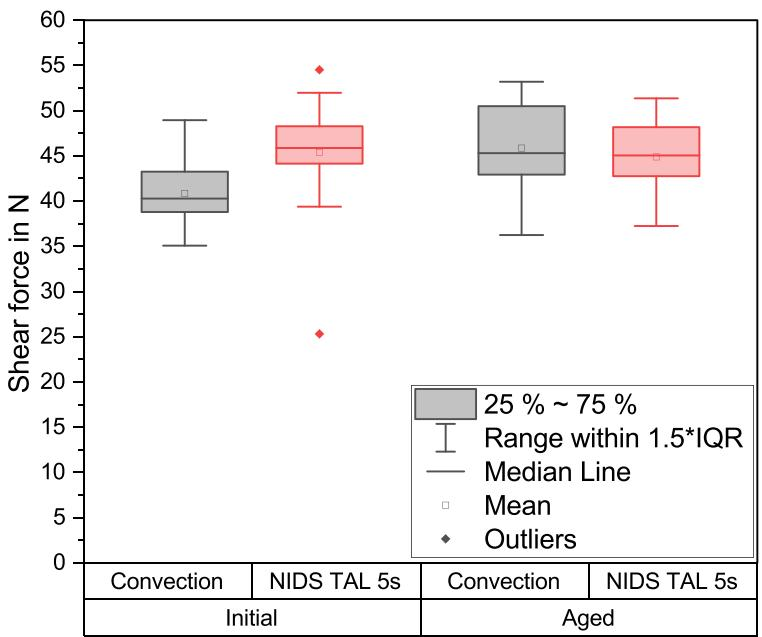 60
55
50
45
40
35
30
25
20
15
10
5
0
Shear force in N
25 % ~ 75 %
Range within 1.5*IQR
Median Line
Mean
Outliers
Convection NIDS TAL 5s Convection NIDS TAL 5s
Initial Aged